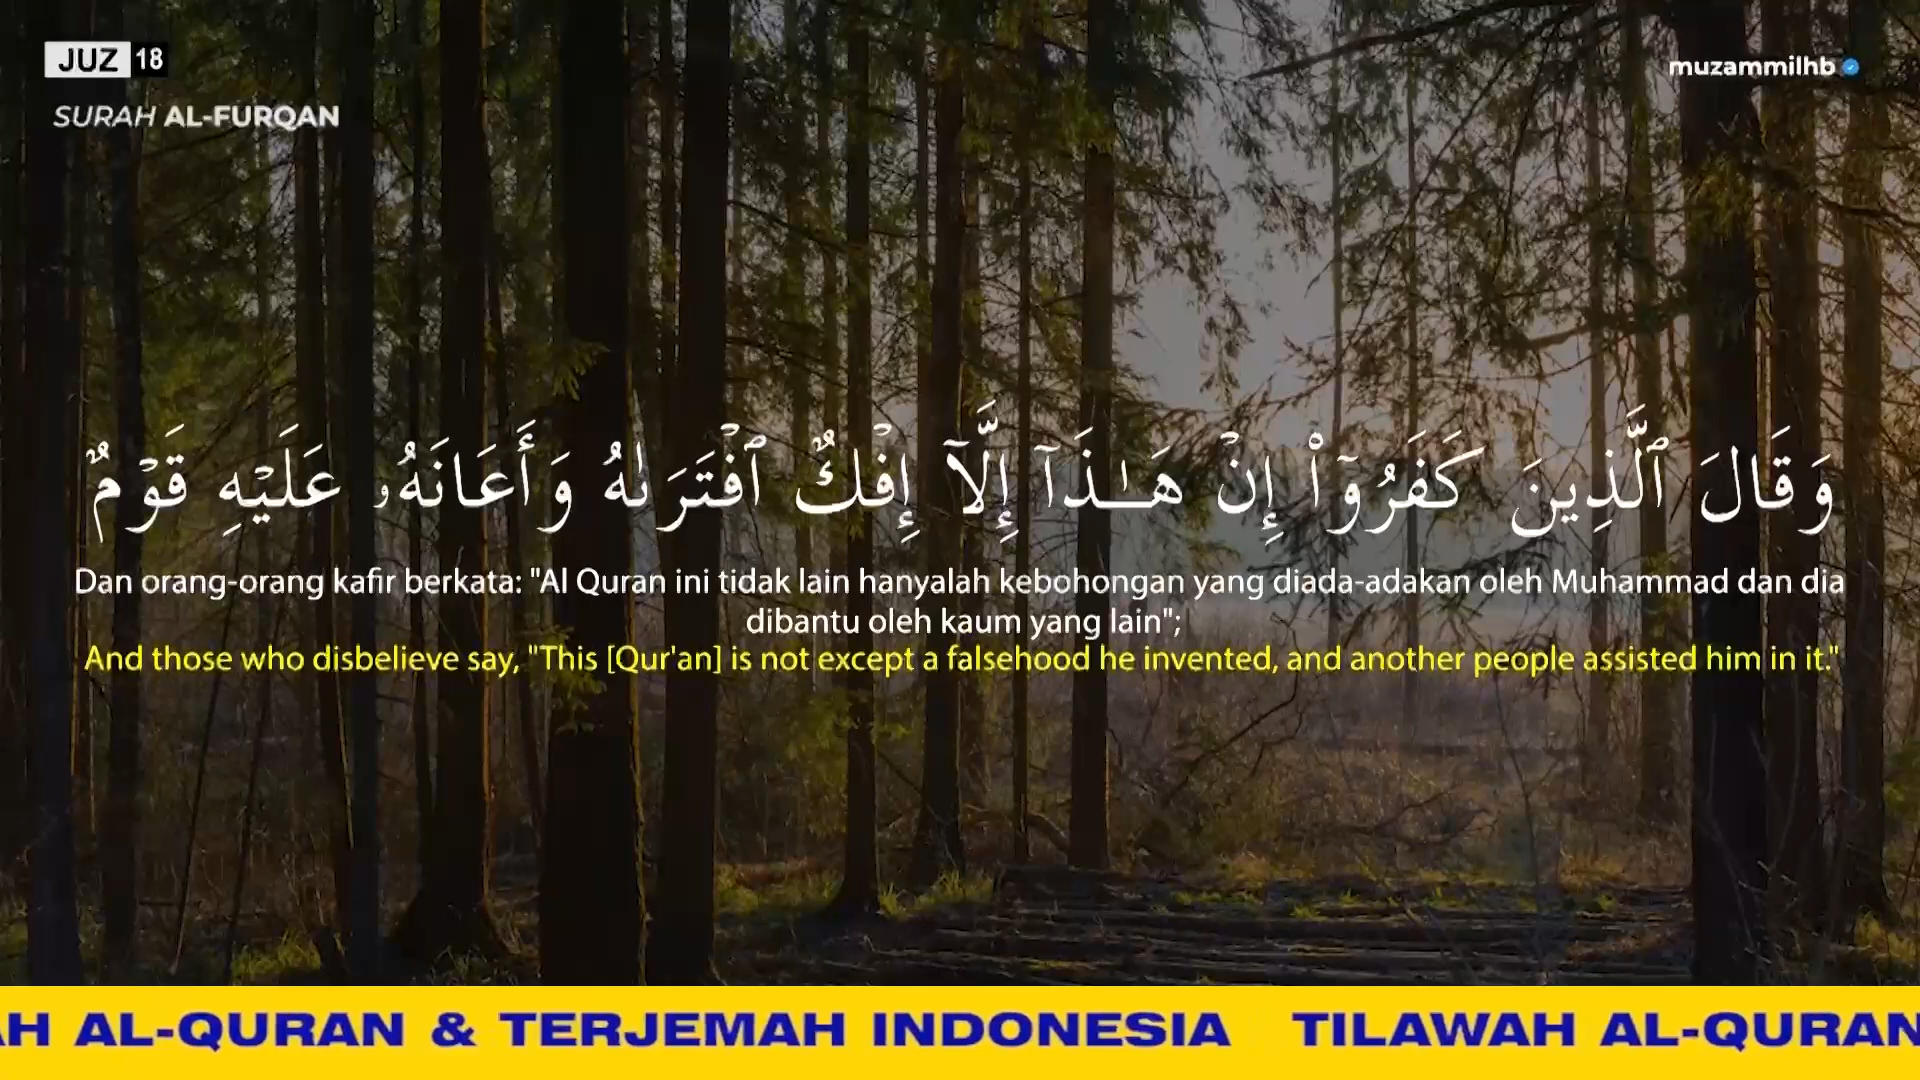 JUZ 18
muzammilhb
SURAH AL-FURQAN
وَقَالَ ٱلَّذِينَ كَفَرُوٓا۟ إِنْ هَـٰذَآ إِلَّآ إِفْكٌ ٱفْتَرَىٰهُ وَأَعَانَهُۥ عَلَيْهِ قَوْمٌ
Dan orang-orang kafir berkata: "Al Quran ini tidak lain hanyalah kebohongan yang diada-adakan oleh Muhammad dan dia
dibantu oleh kaum yang lain";
And those who disbelieve say, "This [Qur'an] is not except a falsehood he invented, and another people assisted him in it."
AH AL-QURAN & TERJEMAH INDONESIA TILAWAH AL-QURAN